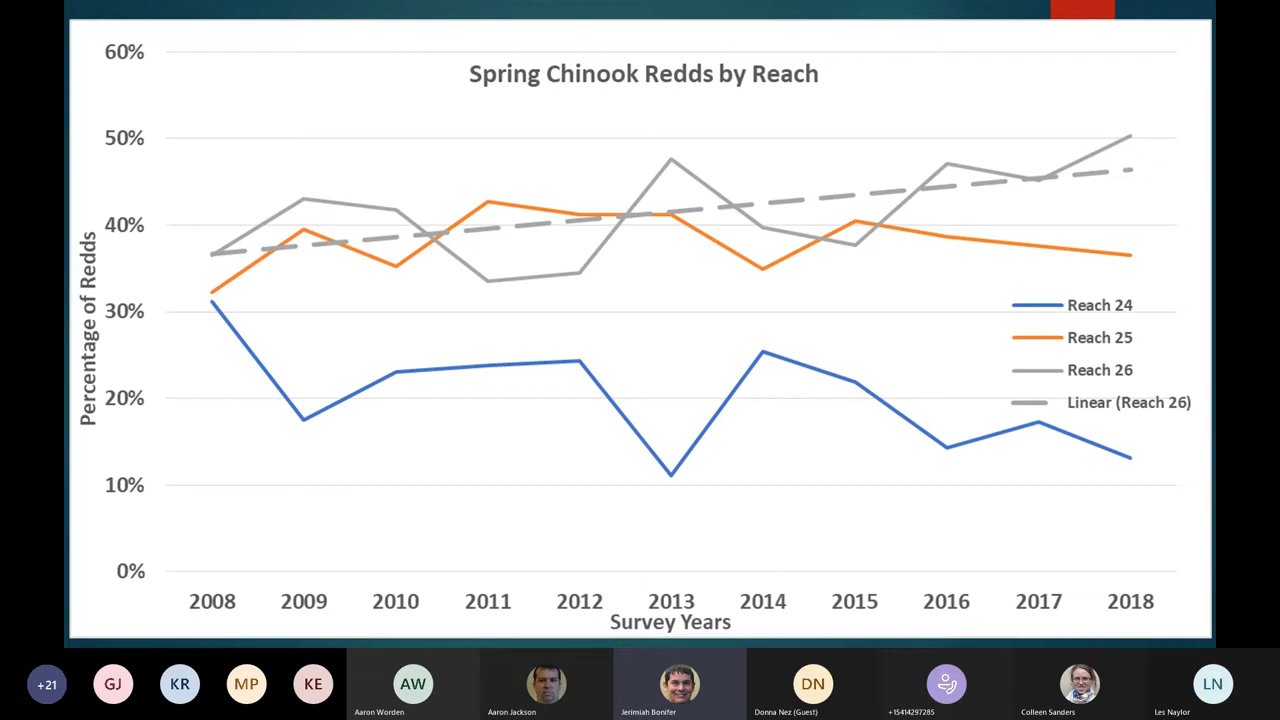 60%
Spring Chinook Redds by Reach
50%
40%
30%
20%
10%
0%
Percentage of Redds
Reach 24
Reach 25
Reach 26
Linear (Reach 26)
2008 2009 2010 2011 2012 2013 2014 2015 2016 2017 2018
Survey Years
+21 GJ KR MP KE AW DN LN
Aaron Worden Aaron Jackson Jerimiah Bonifer Donna Nez (Guest) +15414297285 Colleen Sanders Les Naylor